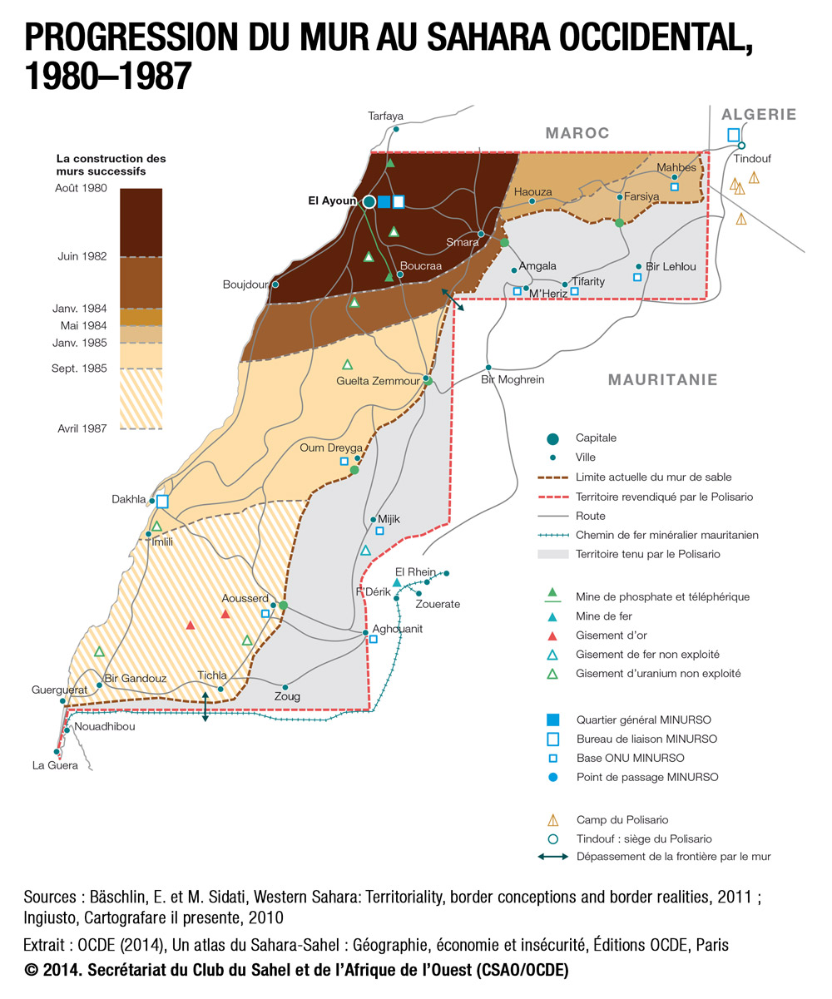 PROGRESSION DU MUR AU SAHARA OCCIDENTAL,
1980–1987
La construction des
murs successifs
Août 1980
Juin 1982
Janv. 1984
Mai 1984
Janv. 1985
Sept. 1985
Avril 1987
Tarfaya
MAROC
ALGERIE
Tindouf
Mahbes
Haouza
Farsiya
El Ayoun
Smara
Boucraa
Boujdour
Amgala
Bir Lehlou
Tifarity
M'Heriz
Guelta Zemmour
Bir Moghrein
MAURITANIE
Oum Dreyga
Dakhla
Imlili
Mijik
El Rhein
F'Dérik
Zouerate
Aousserd
Aghouanit
Bir Gandouz
Tichla
Zoug
Guerguerat
Nouadhibou
La Guera
Capitale
Ville
Limite actuelle du mur de sable
Territoire revendiqué par le Polisario
Route
Chemin de fer minéralier mauritanien
Territoire tenu par le Polisario
Mine de phosphate et téléphérique
Mine de fer
Gisement d'or
Gisement de fer non exploité
Gisement d'uranium non exploité
Quartier général MINURSO
Bureau de liaison MINURSO
Base ONU MINURSO
Point de passage MINURSO
Camp du Polisario
Tindouf : siège du Polisario
Dépassement de la frontière par le mur
Sources : Bäschlin, E. et M. Sidati, Western Sahara: Territoriality, border conceptions and border realities, 2011 ;
Ingiusto, Cartografare il presente, 2010
Extrait : OCDE (2014), Un atlas du Sahara-Sahel : Géographie, économie et insécurité, Éditions OCDE, Paris
© 2014. Secrétariat du Club du Sahel et de l'Afrique de l'Ouest (CSAO/OCDE)